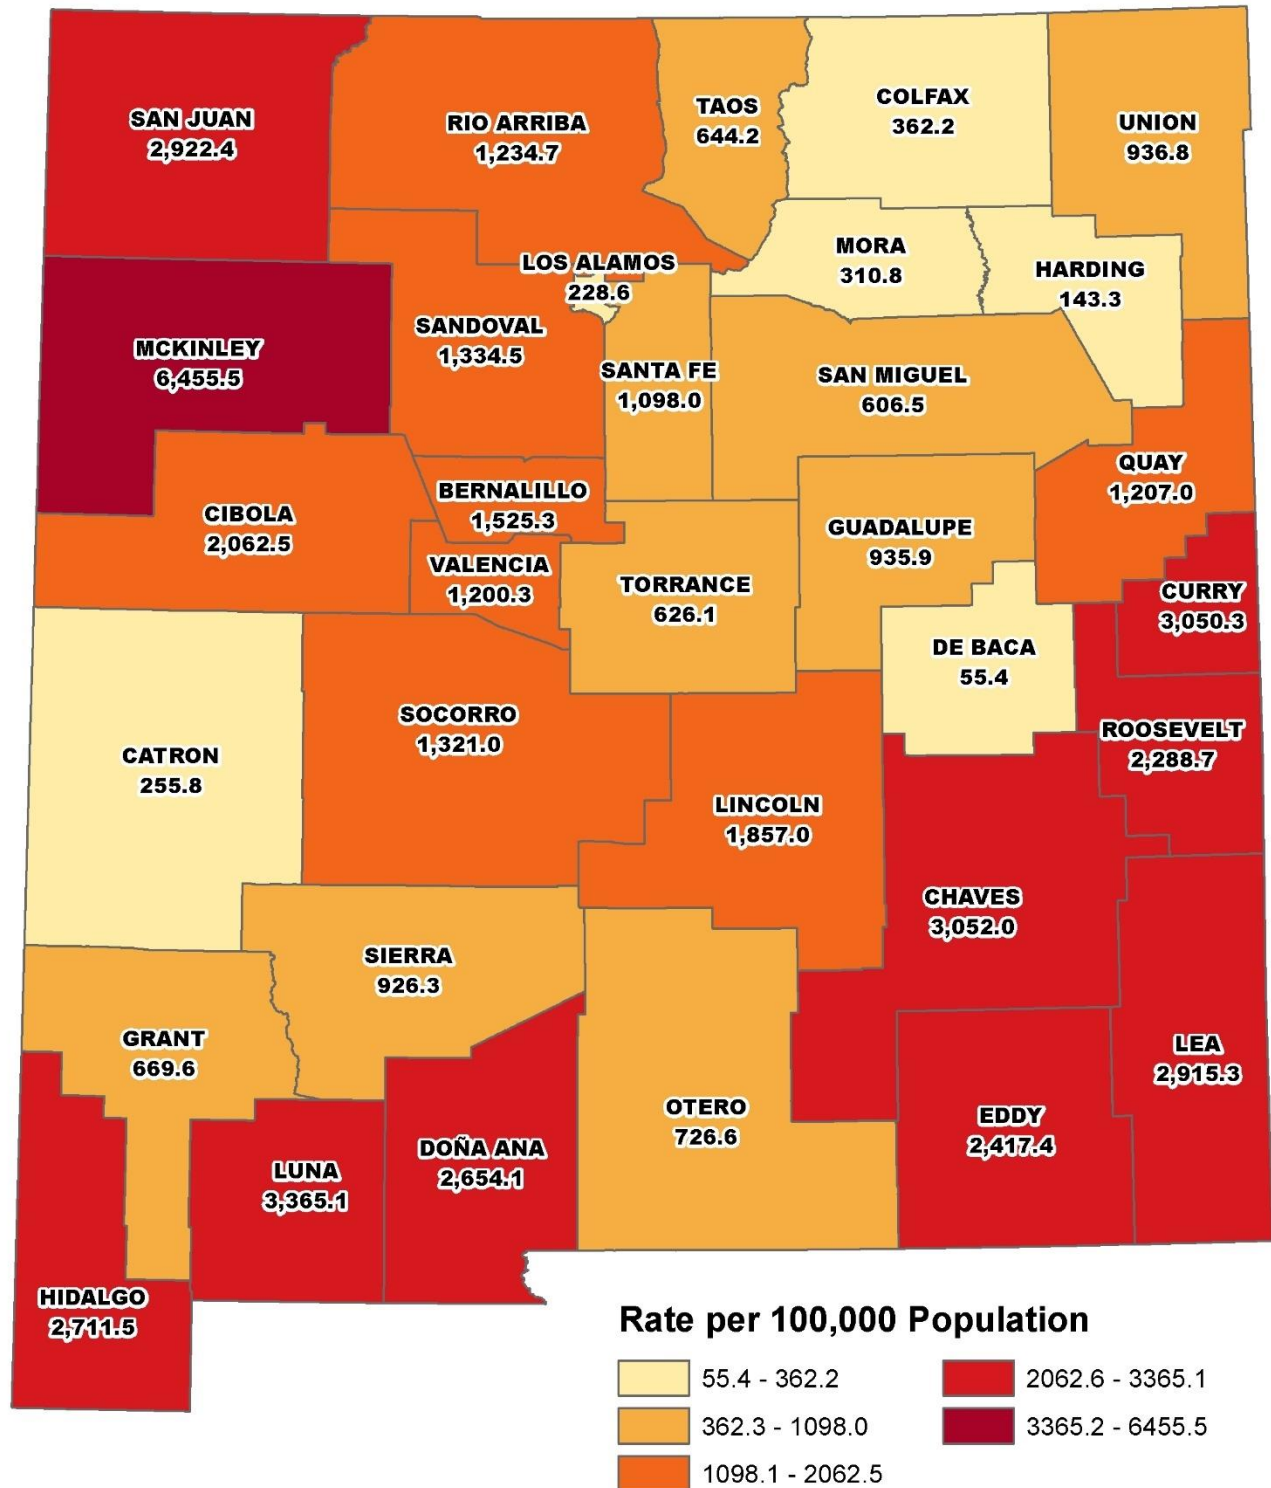 SAN JUAN
2,922.4
RIO ARRIBA
1,234.7
TAOS
644.2
COLFAX
362.2
UNION
936.8
MORA
310.8
HARDING
143.3
LOS ALAMOS
228.6
SANDOVAL
1,334.5
MCKINLEY
6,455.5
SANTA FE
1,098.0
SAN MIGUEL
606.5
QUAY
1,207.0
BERNALILLO
1,525.3
CIBOLA
2,062.5
GUADALUPE
935.9
VALENCIA
1,200.3
TORRANCE
626.1
CURRY
3,050.3
DE BACA
55.4
SOCORRO
1,321.0
ROOSEVELT
2,288.7
CATRON
255.8
LINCOLN
1,857.0
CHAVES
3,052.0
SIERRA
926.3
GRANT
669.6
LEA
2,915.3
OTERO
726.6
EDDY
2,417.4
DOÑA ANA
2,654.1
LUNA
3,365.1
HIDALGO
2,711.5
Rate per 100,000 Population
55.4 - 362.2
362.3 - 1098.0
1098.1 - 2062.5
2062.6 - 3365.1
3365.2 - 6455.5